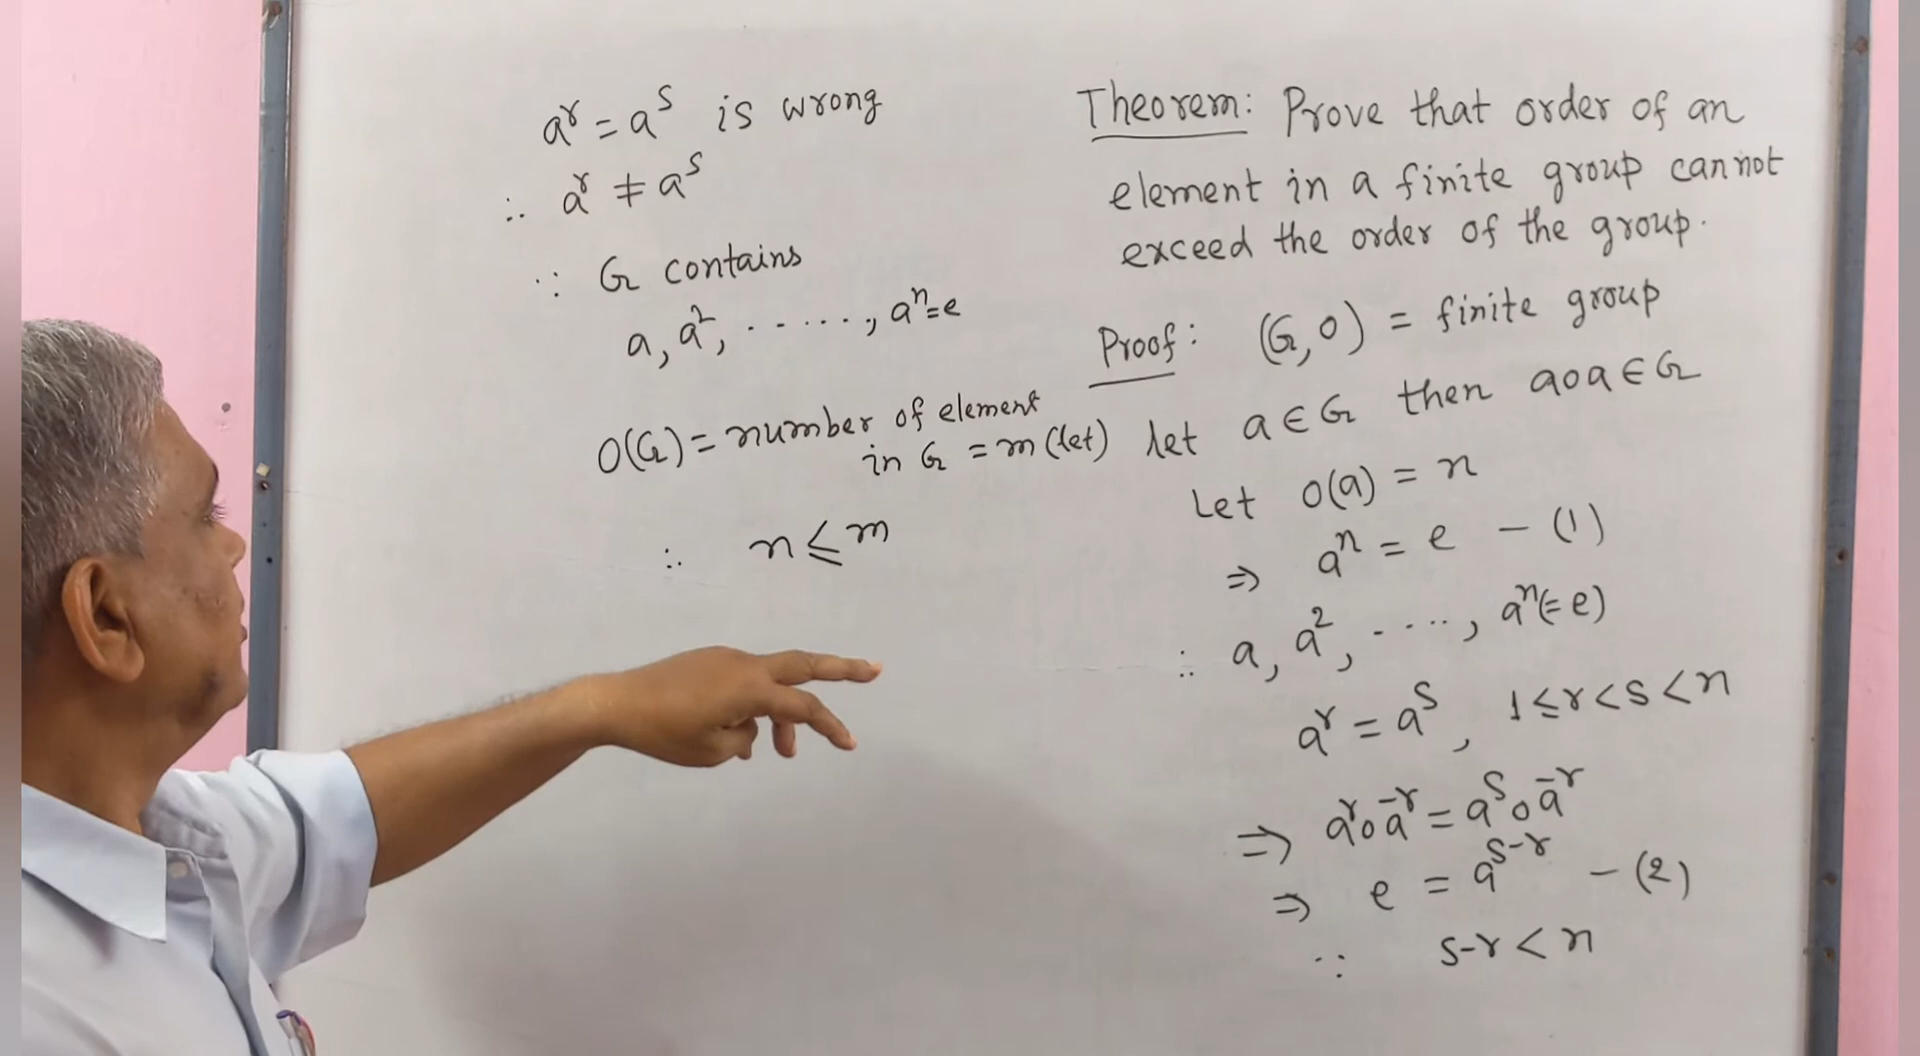 Theorem: Prove that order of an
element in a finite group cannot
exceed the order of the group.
Proof: (G, o) = finite group
let a ∈ G then aoa ∈ G
Let o(a) = n
⇒ aⁿ = e - (1)
∴ a, a², ....., aⁿ(= e)
aʳ = aˢ, 1 ≤ r < s < n
⇒ aʳoa⁻ʳ = aˢoa⁻ʳ
⇒ e = aˢ⁻ʳ - (2)
∵ s-r < n
aʳ = aˢ is wrong
∴ aʳ ≠ aˢ
∵ G contains
a, a², ......, aⁿ=e
O(G) = number of element
in G = m (let)
∴ n ≤ m